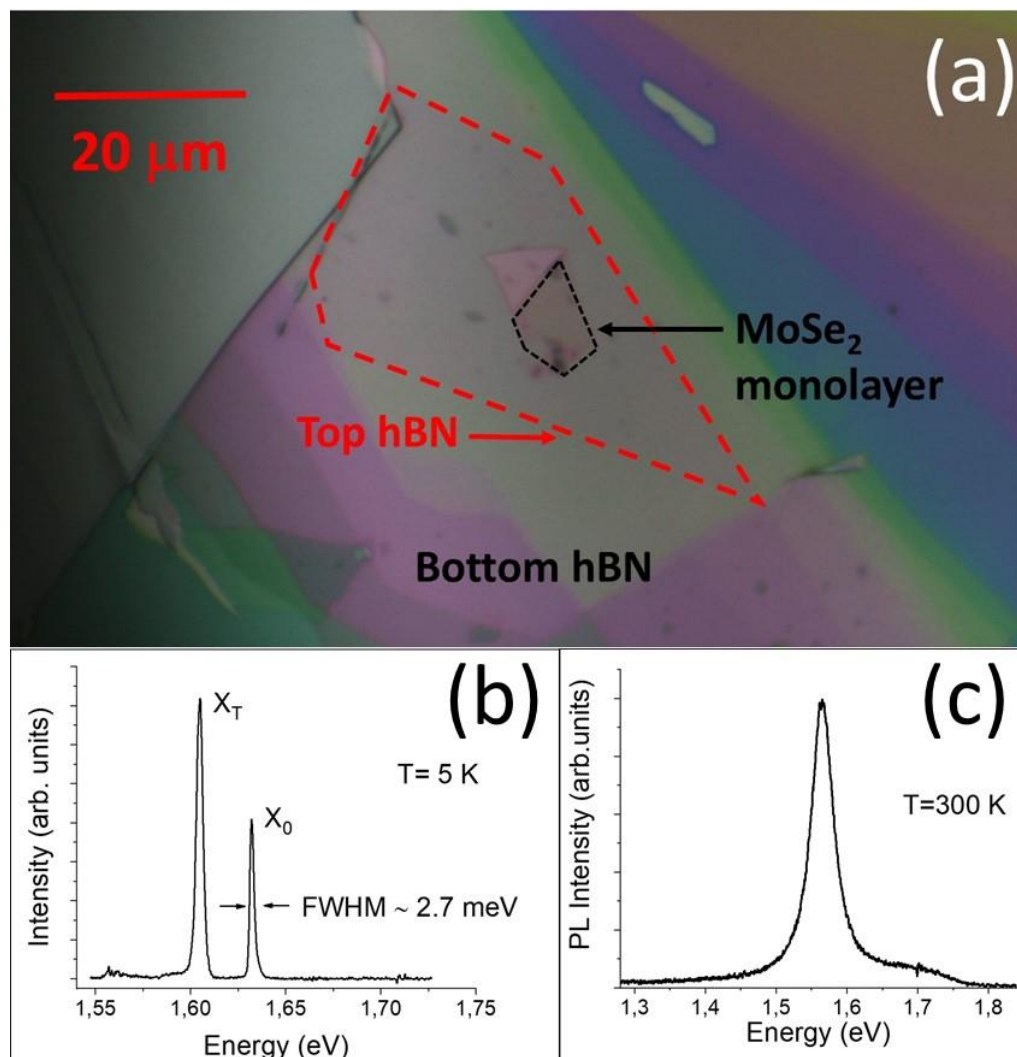 (a)
20 μm
MoSe₂
monolayer
Top hBN
Bottom hBN
(b)
X_T
T= 5 K
X₀
FWHM ~ 2.7 meV
Intensity (arb. units)
1,55 1,60 1,65 1,70 1,75
Energy (eV)
(c)
T=300 K
PL Intensity (arb.units)
1,3 1,4 1,5 1,6 1,7 1,8
Energy (eV)